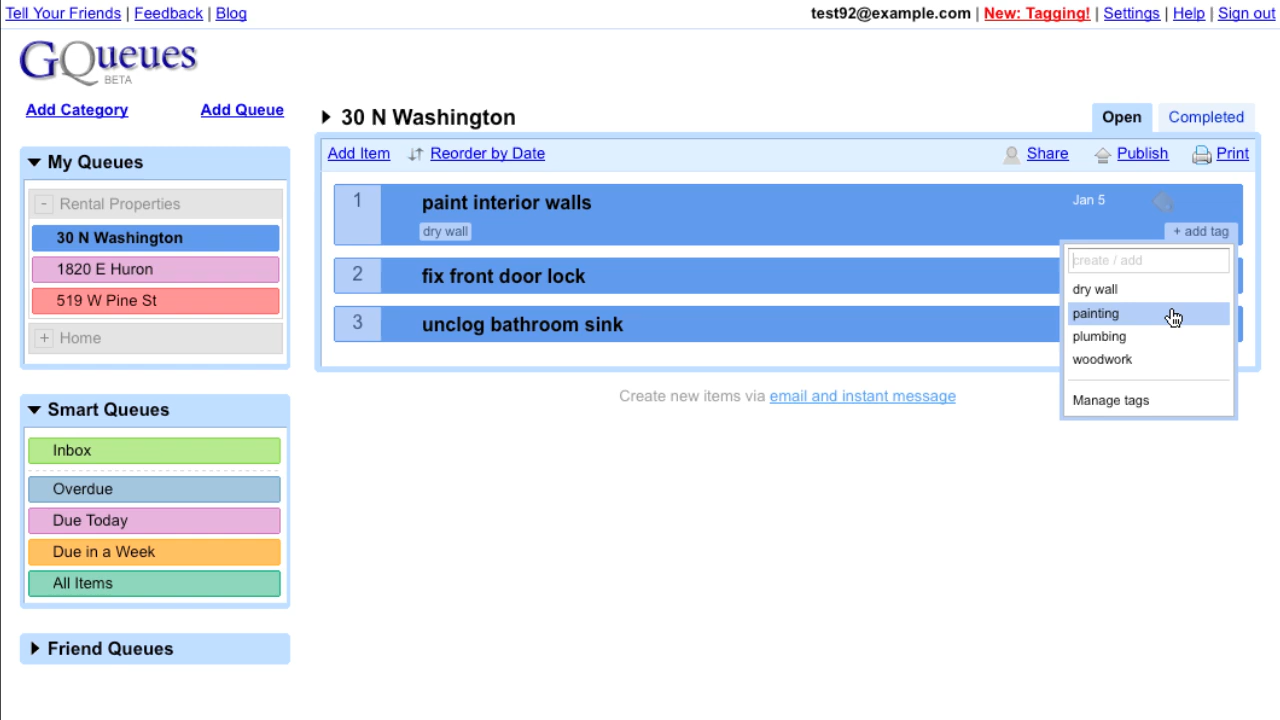 Tell Your Friends | Feedback | Blog
test92@example.com | New: Tagging! | Settings | Help | Sign out
GQueues
BETA
Add Category Add Queue
My Queues
- Rental Properties
30 N Washington
1820 E Huron
519 W Pine St
+ Home
Smart Queues
Inbox
Overdue
Due Today
Due in a Week
All Items
Friend Queues
30 N Washington
Open Completed
Add Item Reorder by Date Share Publish Print
1 paint interior walls Jan 5
dry wall + add tag
2 fix front door lock
3 unclog bathroom sink
create / add
dry wall
painting
plumbing
woodwork
Manage tags
Create new items via email and instant message